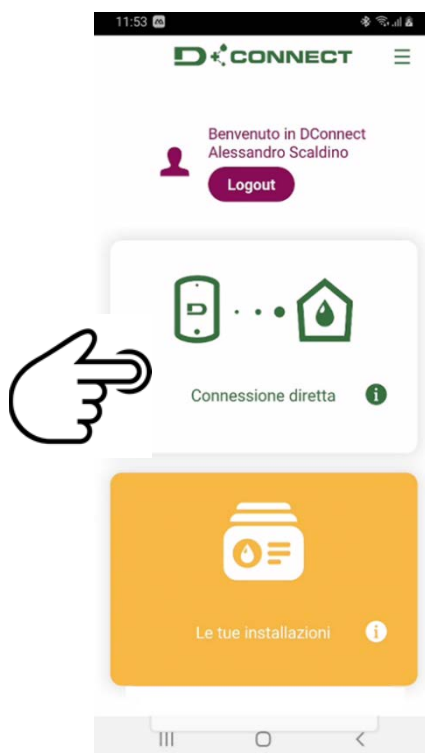 11:53
D CONNECT
Benvenuto in DConnect
Alessandro Scaldino
Logout
D
Connessione diretta
i
Le tue installazioni
i